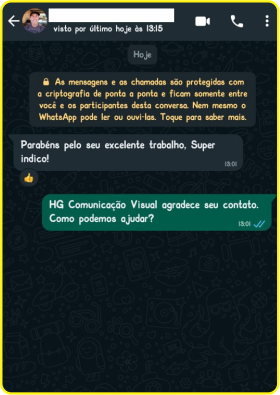 visto por último hoje às 13:15
Hoje
🔒 As mensagens e as chamadas são protegidas com
a criptografia de ponta a ponta e ficam somente entre
você e os participantes desta conversa. Nem mesmo o
WhatsApp pode ler ou ouvi-las. Toque para saber mais.
Parabéns pelo seu excelente trabalho, Super
indico!
13:01
👍
HG Comunicação Visual agradece seu contato.
Como podemos ajudar?
13:01